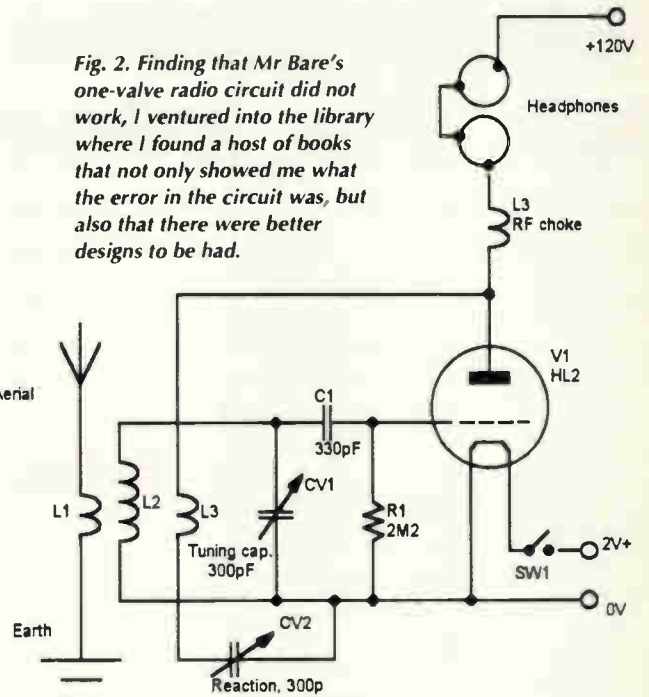 Fig. 2. Finding that Mr Bare's
one-valve radio circuit did not
work, I ventured into the library
where I found a host of books
that not only showed me what
the error in the circuit was, but
also that there were better
designs to be had.
+120V
Headphones
L3
RF choke
V1
HL2
Aerial
C1
330pF
CV1
L1
L2
L3
R1
2M2
Tuning cap.
300pF
2V+
SW1
0V
Earth
CV2
Reaction, 300p